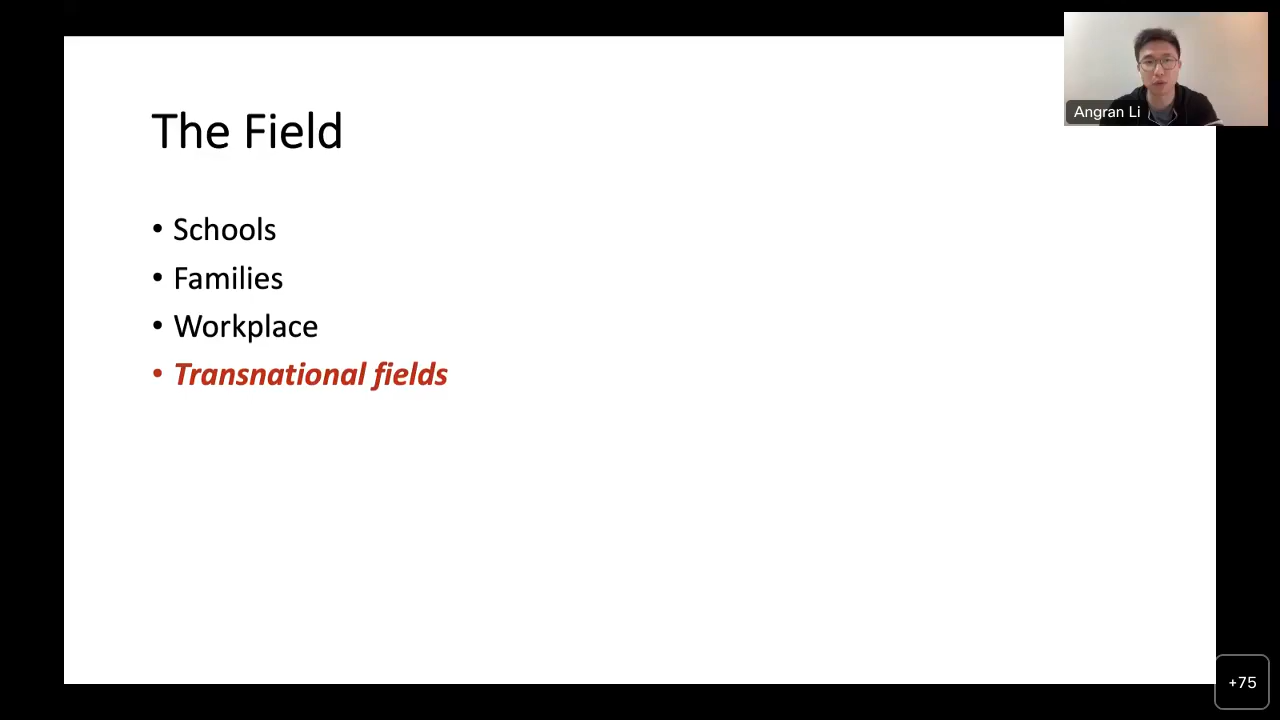 The Field
• Schools
• Families
• Workplace
• Transnational fields
Angran Li
+75